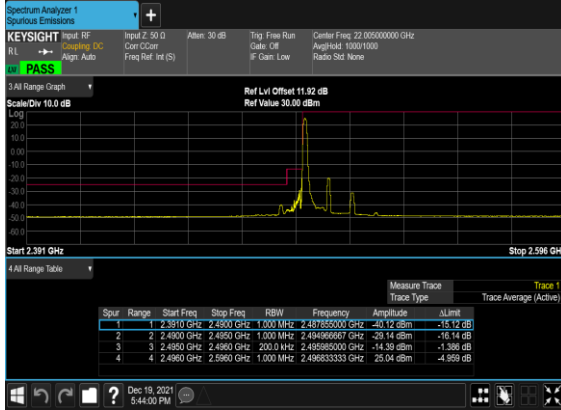 Spectrum Analyzer 1
Spurious Emissions
+
KEYSIGHT Input: RF Input Z: 50 Ω Atten: 30 dB Trig: Free Run Center Freq: 22.005000000 GHz
RL Coupling: DC Corr CCorr Gate: Off Avg|Hold: 1000/1000
Align: Auto Freq Ref: Int (S) IF Gain: Low Radio Std: None
PASS
3 All Range Graph
Ref Lvl Offset 11.92 dB
Scale/Div 10.0 dB Ref Value 30.00 dBm
Log
20.0
10.0
0.00
-10.0
-20.0
-30.0
-40.0
-50.0
-60.0
Start 2.391 GHz Stop 2.596 GHz
4 All Range Table
Measure Trace Trace 1
Trace Type Trace Average (Active)
Spur Range Start Freq Stop Freq RBW Frequency Amplitude ΔLimit
1 1 2.3910 GHz 2.4900 GHz 1.000 MHz 2.487855000 GHz -40.12 dBm -15.12 dB
2 2 2.4900 GHz 2.4950 GHz 1.000 MHz 2.494966667 GHz -29.14 dBm -16.14 dB
3 3 2.4950 GHz 2.4960 GHz 200.0 kHz 2.495985000 GHz -14.39 dBm -1.386 dB
4 4 2.4960 GHz 2.5960 GHz 1.000 MHz 2.496833333 GHz 25.04 dBm -4.959 dB
? Dec 19, 2021
5:44:00 PM